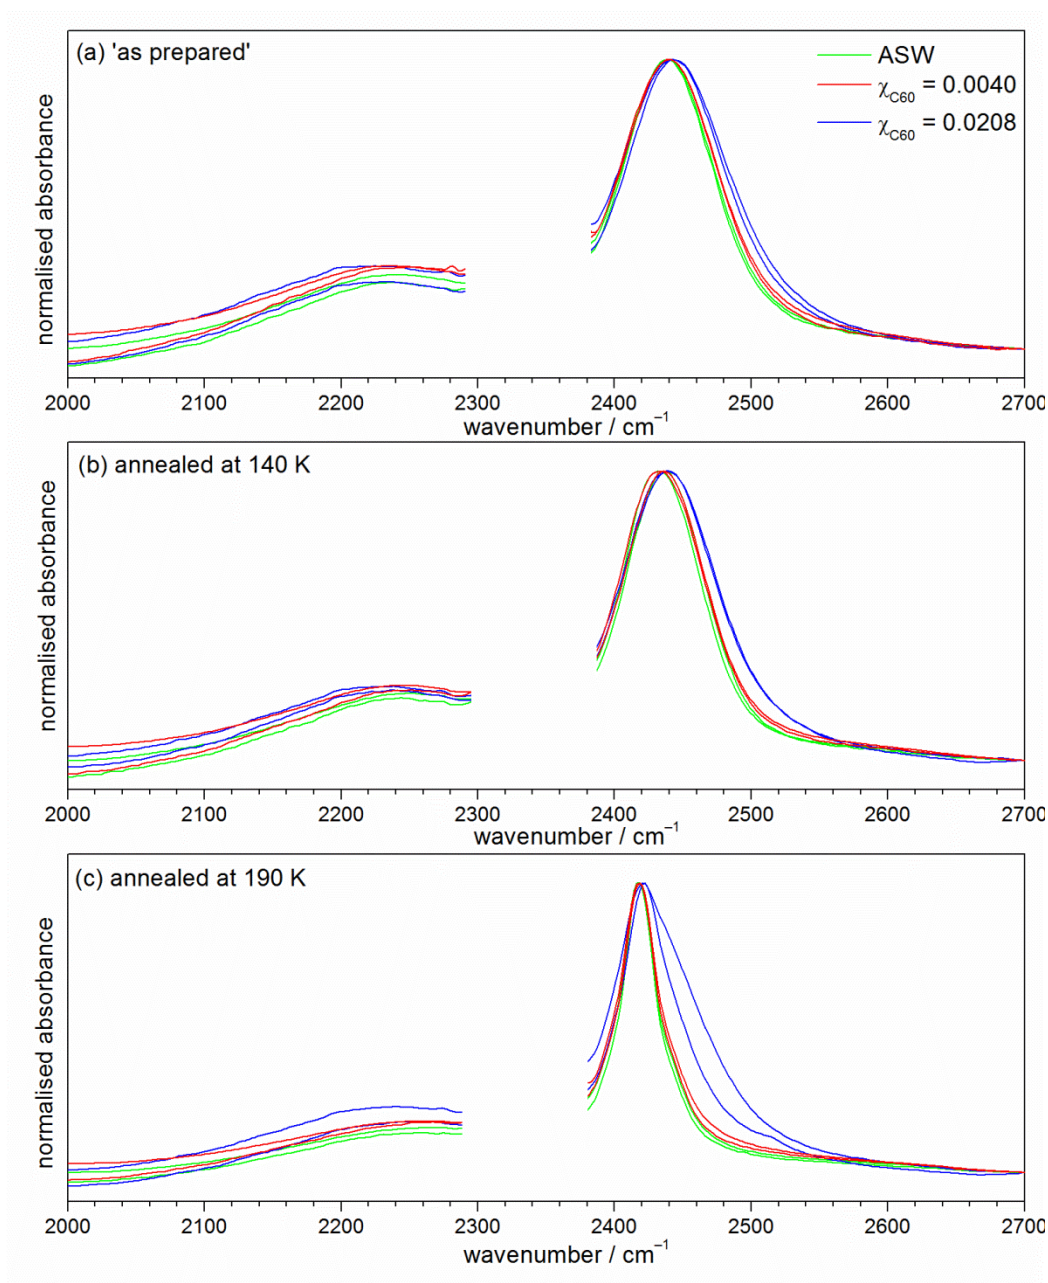 (a) 'as prepared'
ASW
χC60 = 0.0040
χC60 = 0.0208
normalised absorbance
2000 2100 2200 2300 2400 2500 2600 2700
wavenumber / cm−1
(b) annealed at 140 K
normalised absorbance
2000 2100 2200 2300 2400 2500 2600 2700
wavenumber / cm−1
(c) annealed at 190 K
normalised absorbance
2000 2100 2200 2300 2400 2500 2600 2700
wavenumber / cm−1